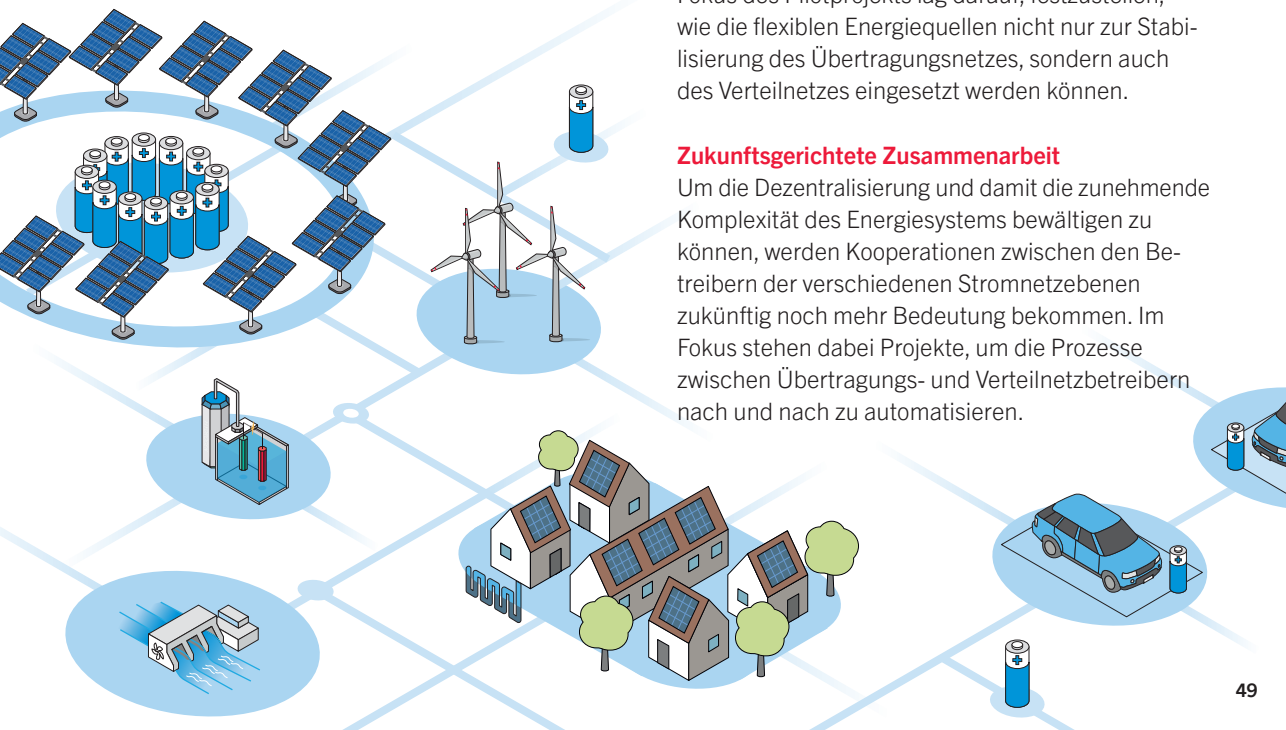 wie die flexiblen Energiequellen nicht nur zur Stabi-
lisierung des Übertragungsnetzes, sondern auch
des Verteilnetzes eingesetzt werden können.
Zukunftsgerichtete Zusammenarbeit
Um die Dezentralisierung und damit die zunehmende
Komplexität des Energiesystems bewältigen zu
können, werden Kooperationen zwischen den Be-
treibern der verschiedenen Stromnetzebenen
zukünftig noch mehr Bedeutung bekommen. Im
Fokus stehen dabei Projekte, um die Prozesse
zwischen Übertragungs- und Verteilnetzbetreibern
nach und nach zu automatisieren.
49